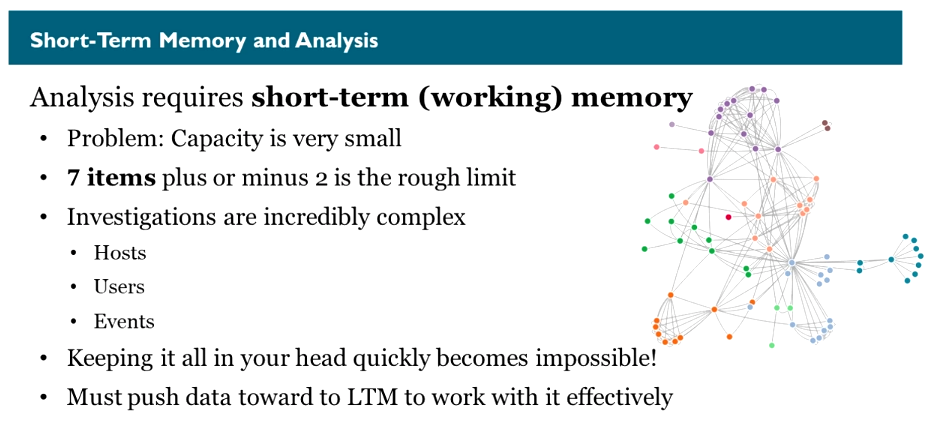 Short-Term Memory and Analysis
Analysis requires short-term (working) memory
• Problem: Capacity is very small
• 7 items plus or minus 2 is the rough limit
• Investigations are incredibly complex
• Hosts
• Users
• Events
• Keeping it all in your head quickly becomes impossible!
• Must push data toward to LTM to work with it effectively